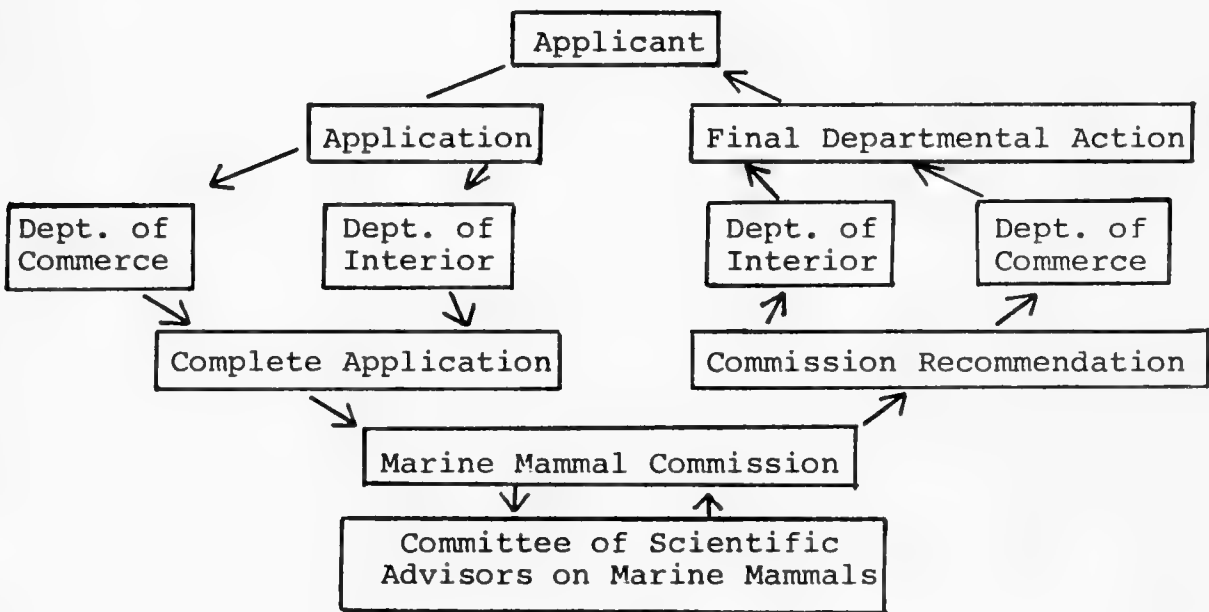 Applicant
Application
Final Departmental Action
Dept. of
Commerce
Dept. of
Interior
Dept. of
Interior
Dept. of
Commerce
Complete Application
Commission Recommendation
Marine Mammal Commission
Committee of Scientific
Advisors on Marine Mammals